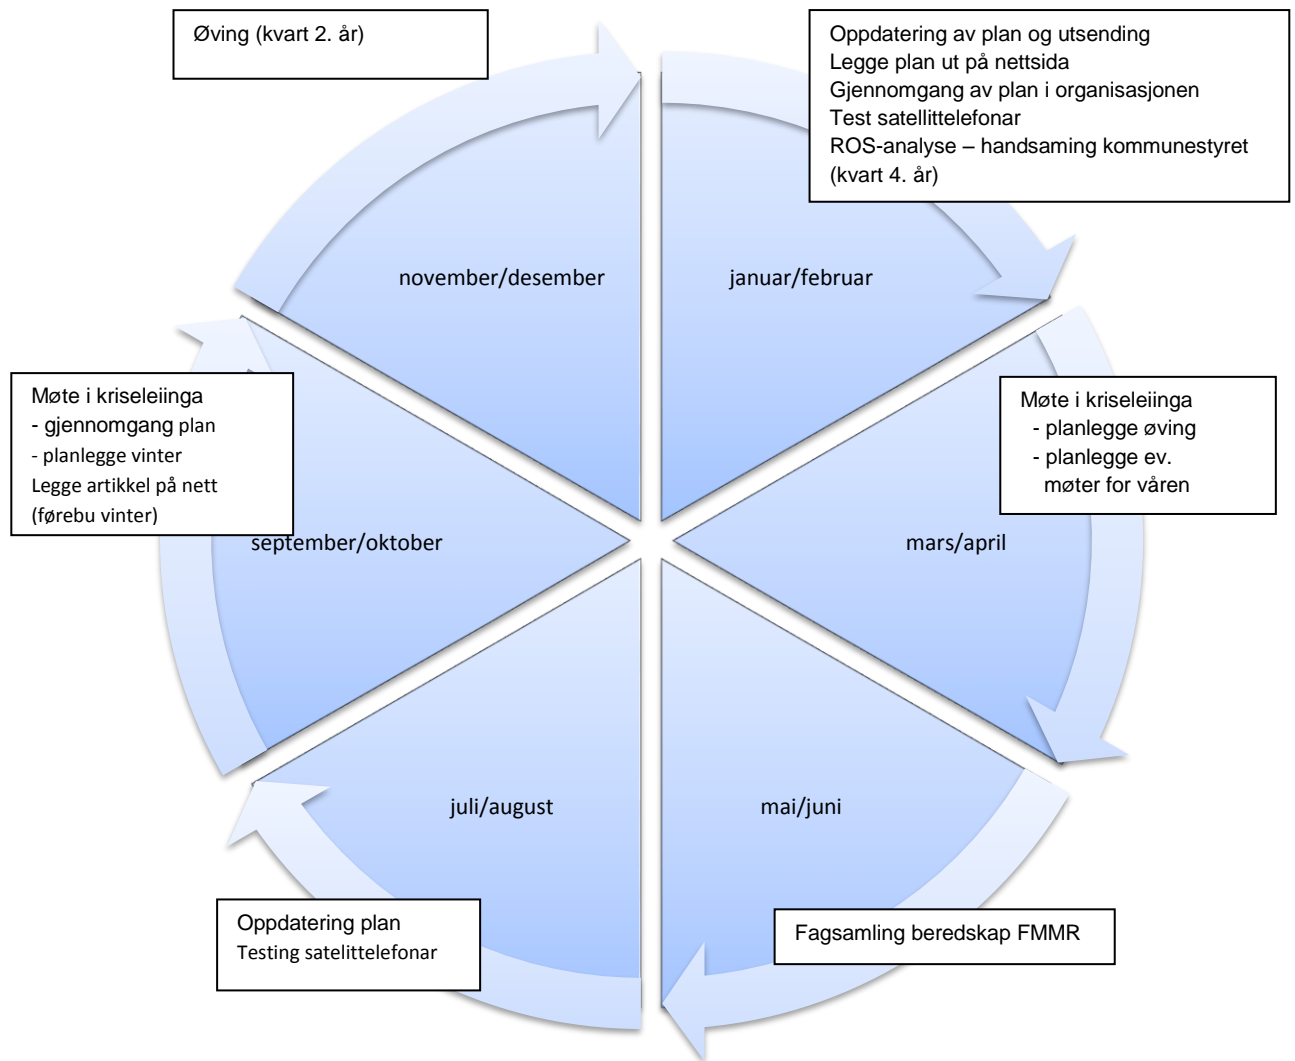 Øving (kvart 2. år)
Oppdatering av plan og utsending
Legge plan ut på nettsida
Gjennomgang av plan i organisasjonen
Test satellittelefonar
ROS-analyse – handsaming kommunestyret
(kvart 4. år)
november/desember
januar/februar
Møte i kriseleiinga
- gjennomgang plan
- planlegge vinter
Legge artikkel på nett
(førebu vinter)
Møte i kriseleiinga
- planlegge øving
- planlegge ev.
møter for våren
september/oktober
mars/april
juli/august
mai/juni
Oppdatering plan
Testing satelittelefonar
Fagsamling beredskap FMMR